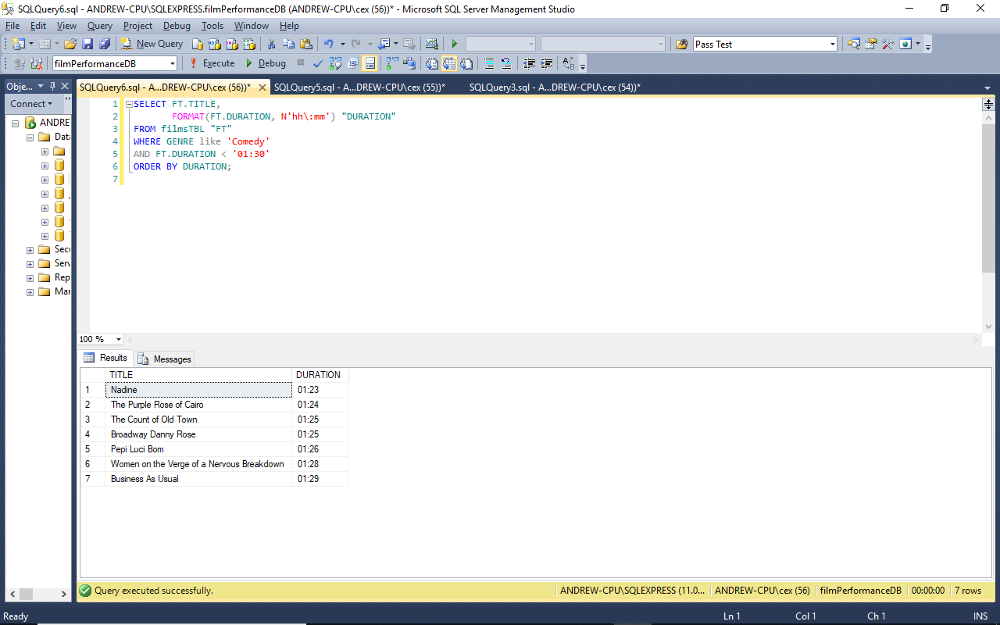 SQLQuery6.sql - ANDREW-CPU\SQLEXPRESS.filmPerformanceDB (ANDREW-CPU\cex (56))* - Microsoft SQL Server Management Studio
File Edit View Query Project Debug Tools Window Help
New Query Pass Test
filmPerformanceDB Execute Debug
Obje... SQLQuery6.sql - A...DREW-CPU\cex (56))* SQLQuery5.sql - A...DREW-CPU\cex (55))* SQLQuery3.sql - A...DREW-CPU\cex (54))*
Connect
ANDRE
Data
Secu
Serv
Rep
Mar
1 SELECT FT.TITLE,
2 FORMAT(FT.DURATION, N'hh\:mm') "DURATION"
3 FROM filmsTBL "FT"
4 WHERE GENRE like 'Comedy'
5 AND FT.DURATION < '01:30'
6 ORDER BY DURATION;
7
100 %
Results Messages
TITLE DURATION
1 Nadine 01:23
2 The Purple Rose of Cairo 01:24
3 The Count of Old Town 01:25
4 Broadway Danny Rose 01:25
5 Pepi Luci Bom 01:26
6 Women on the Verge of a Nervous Breakdown 01:28
7 Business As Usual 01:29
Query executed successfully. ANDREW-CPU\SQLEXPRESS (11.0... ANDREW-CPU\cex (56) filmPerformanceDB 00:00:00 7 rows
Ready Ln 1 Col 1 Ch 1 INS